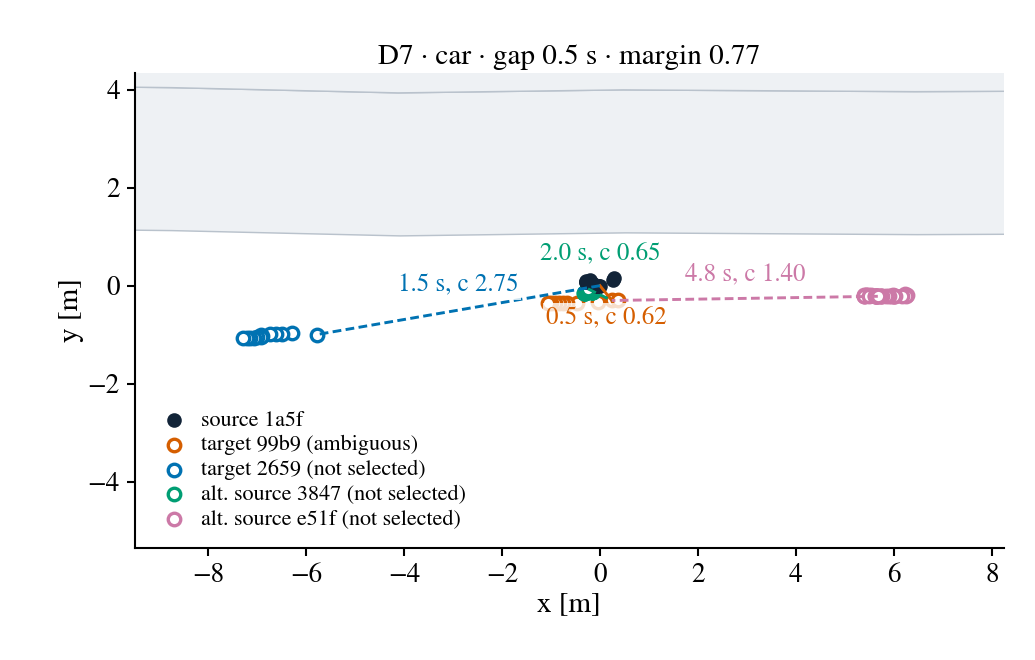 D7 · car · gap 0.5 s · margin 0.77
4
2
0
−2
−4
y [m]
2.0 s, c 0.65
4.8 s, c 1.40
1.5 s, c 2.75
0.5 s, c 0.62
source 1a5f
target 99b9 (ambiguous)
target 2659 (not selected)
alt. source 3847 (not selected)
alt. source e51f (not selected)
−8 −6 −4 −2 0 2 4 6 8
x [m]